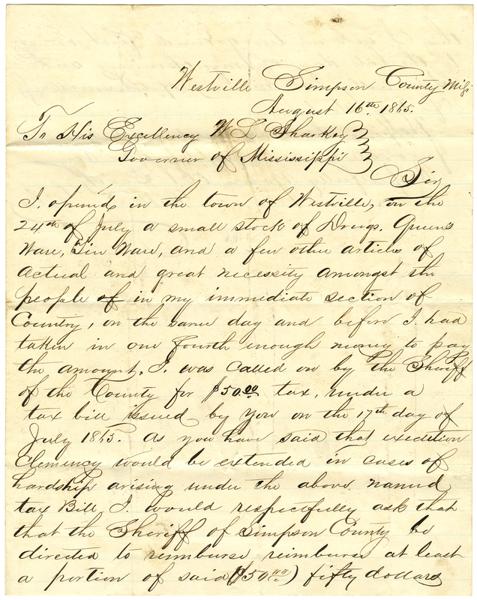 Westville Simpson County Miss
August 16th 1865.
To His Excellency W L Sharkey
Governor of Mississippi
Sir
I opened in the town of Westville, on the
24th of July a small stock of Drugs, Queens
Ware, Tin Ware, and a few other articles of
actual and great necessity amongst the
people of in my immediate section of
Country, on the same day and before I had
taken in one fourth enough money to pay
the amount, I was called on by the Sheriff
of the County for $50.00 tax, under a
tax bill issued by you on the 17th day of
July 1865. As you have said that execution
Clemency would be extended in cases of
hardship arising under the above named
tax Bill I would respectfully ask that
that the Sheriff of Simpson County be
directed to reimburse reimburse at least
a portion of said ($50.00) fifty dollars